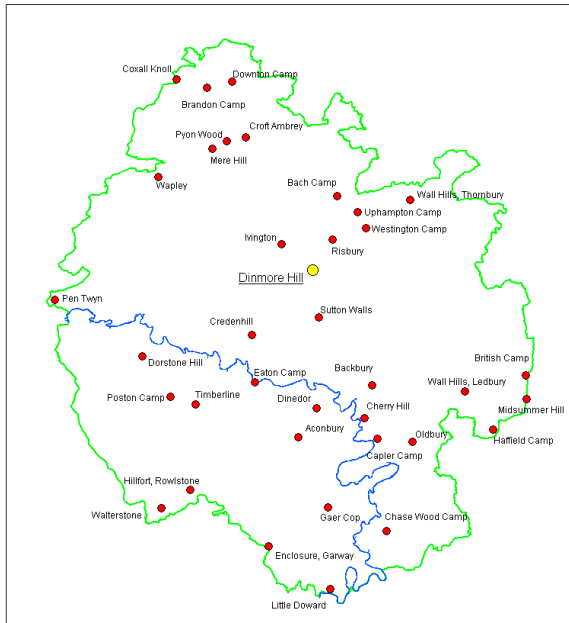 Coxall Knoll
Downton Camp
Brandon Camp
Pyon Wood
Croft Ambrey
Mere Hill
Wapley
Bach Camp
Wall Hills, Thornbury
Uphampton Camp
Westington Camp
Ivington
Risbury
Dinmore Hill
Pen Twyn
Sutton Walls
Credenhill
Dorstone Hill
British Camp
Eaton Camp
Backbury
Wall Hills, Ledbury
Poston Camp
Timberline
Dinedor
Cherry Hill
Midsummer Hill
Aconbury
Oldbury
Haffield Camp
Capler Camp
Hillfort, Rowlstone
Walterstone
Gaer Cop
Chase Wood Camp
Enclosure, Garway
Little Doward